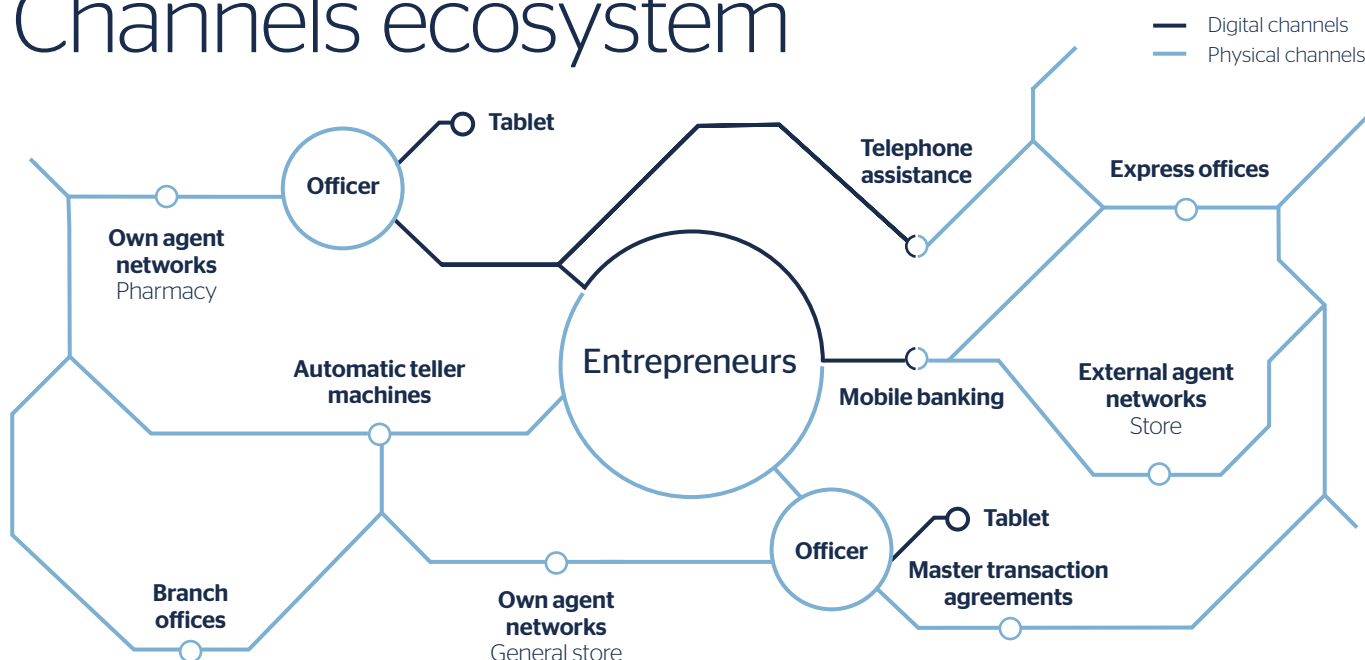 Channels ecosystem
Digital channels
Physical channels
Tablet
Officer
Telephone
assistance
Express offices
Own agent
networks
Pharmacy
Automatic teller
machines
Entrepreneurs
Mobile banking
External agent
networks
Store
Tablet
Officer
Master transaction
agreements
Branch
offices
Own agent
networks
General store